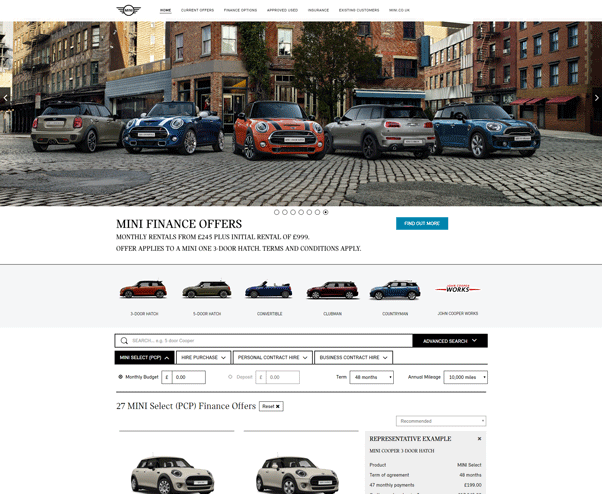 MINI
HOME CURRENT OFFERS FINANCE OPTIONS APPROVED USED INSURANCE EXISTING CUSTOMERS MINI.CO.UK
MINI FINANCE OFFERS
FIND OUT MORE
MONTHLY RENTALS FROM £245 PLUS INITIAL RENTAL OF £999.
OFFER APPLIES TO A MINI ONE 3-DOOR HATCH. TERMS AND CONDITIONS APPLY.
JOHN COOPER
WORKS
3-DOOR HATCH 5-DOOR HATCH CONVERTIBLE CLUBMAN COUNTRYMAN JOHN COOPER WORKS
SEARCH... e.g. 3 door Cooper ADVANCED SEARCH
MINI SELECT (PCP) HIRE PURCHASE PERSONAL CONTRACT HIRE BUSINESS CONTRACT HIRE
Monthly Budget £ 0.00 Deposit £ 0.00 Term 48 months Annual Mileage 10,000 miles
27 MINI Select (PCP) Finance Offers Reset ✖
Recommended
REPRESENTATIVE EXAMPLE ✖
MINI COOPER 3-DOOR HATCH
Product MINI Select
Term of agreement 48 months
47 monthly payments £199.00